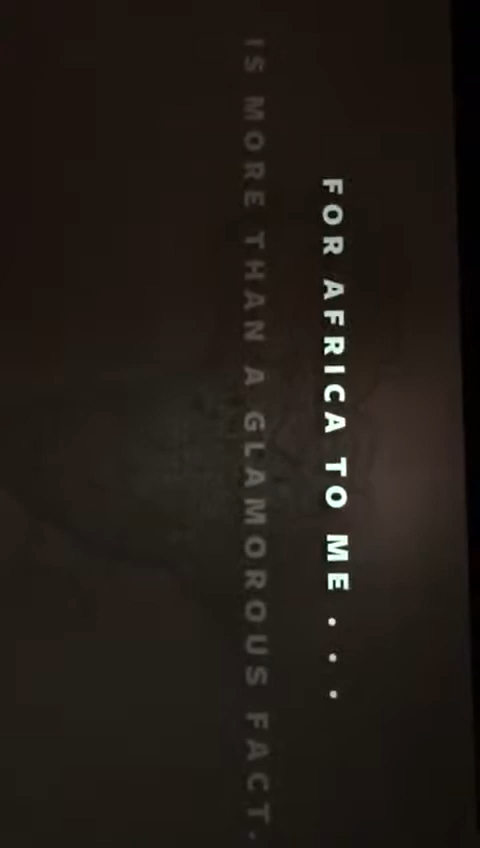 FOR AFRICA TO ME . . .
IS MORE THAN A GLAMOROUS FACT.